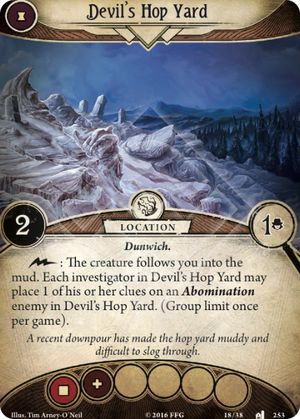 Devil's Hop Yard
2
1
LOCATION
Dunwich.
: The creature follows you into the
mud. Each investigator in Devil's Hop Yard may
place 1 of his or her clues on an Abomination
enemy in Devil's Hop Yard. (Group limit once
per game).
A recent downpour has made the hop yard muddy and
difficult to slog through.
Illus. Tim Arney-O'Neil
© 2016 FFG
18/38
253